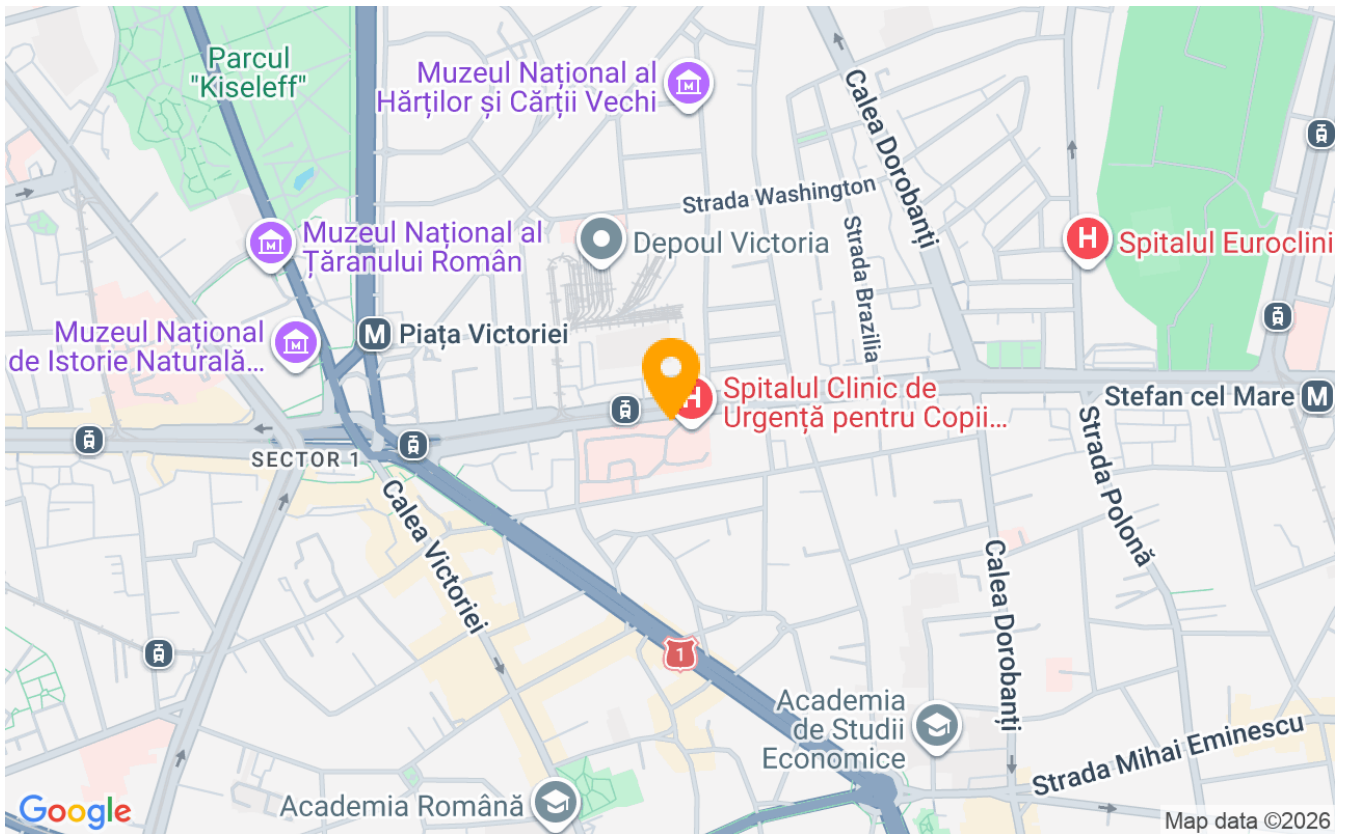 Parcul
"Kiseleff"
Muzeul Național al
Hărților și Cărții Vechi
Calea Dorobanți
Strada Washington
Muzeul Național al
Țăranului Român
Depoul Victoria
Strada Brazilia
H
Spitalul Euroclini
Muzeul Național
de Istorie Naturală...
M
Piața Victoriei
H
Spitalul Clinic de
Urgență pentru Copii...
Stefan cel Mare
M
SECTOR 1
Calea Victoriei
Strada Polonă
Calea Dorobanți
1
Academia
de Studii
Economice
Strada Mihai Eminescu
Academia Română
Google
Map data ©2026